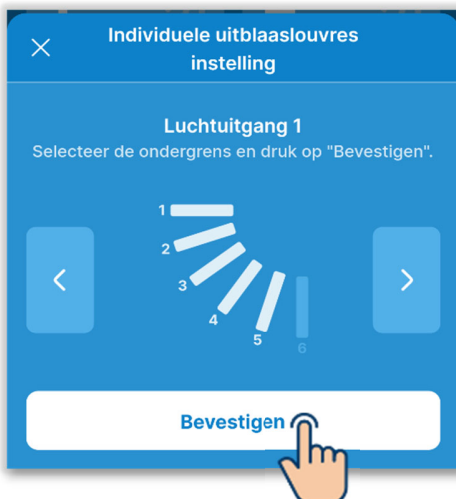 Individuele uitblaaslouvres
instelling
Luchtuitgang 1
Selecteer de ondergrens en druk op "Bevestigen".
1
2
3
4
5
6
Bevestigen